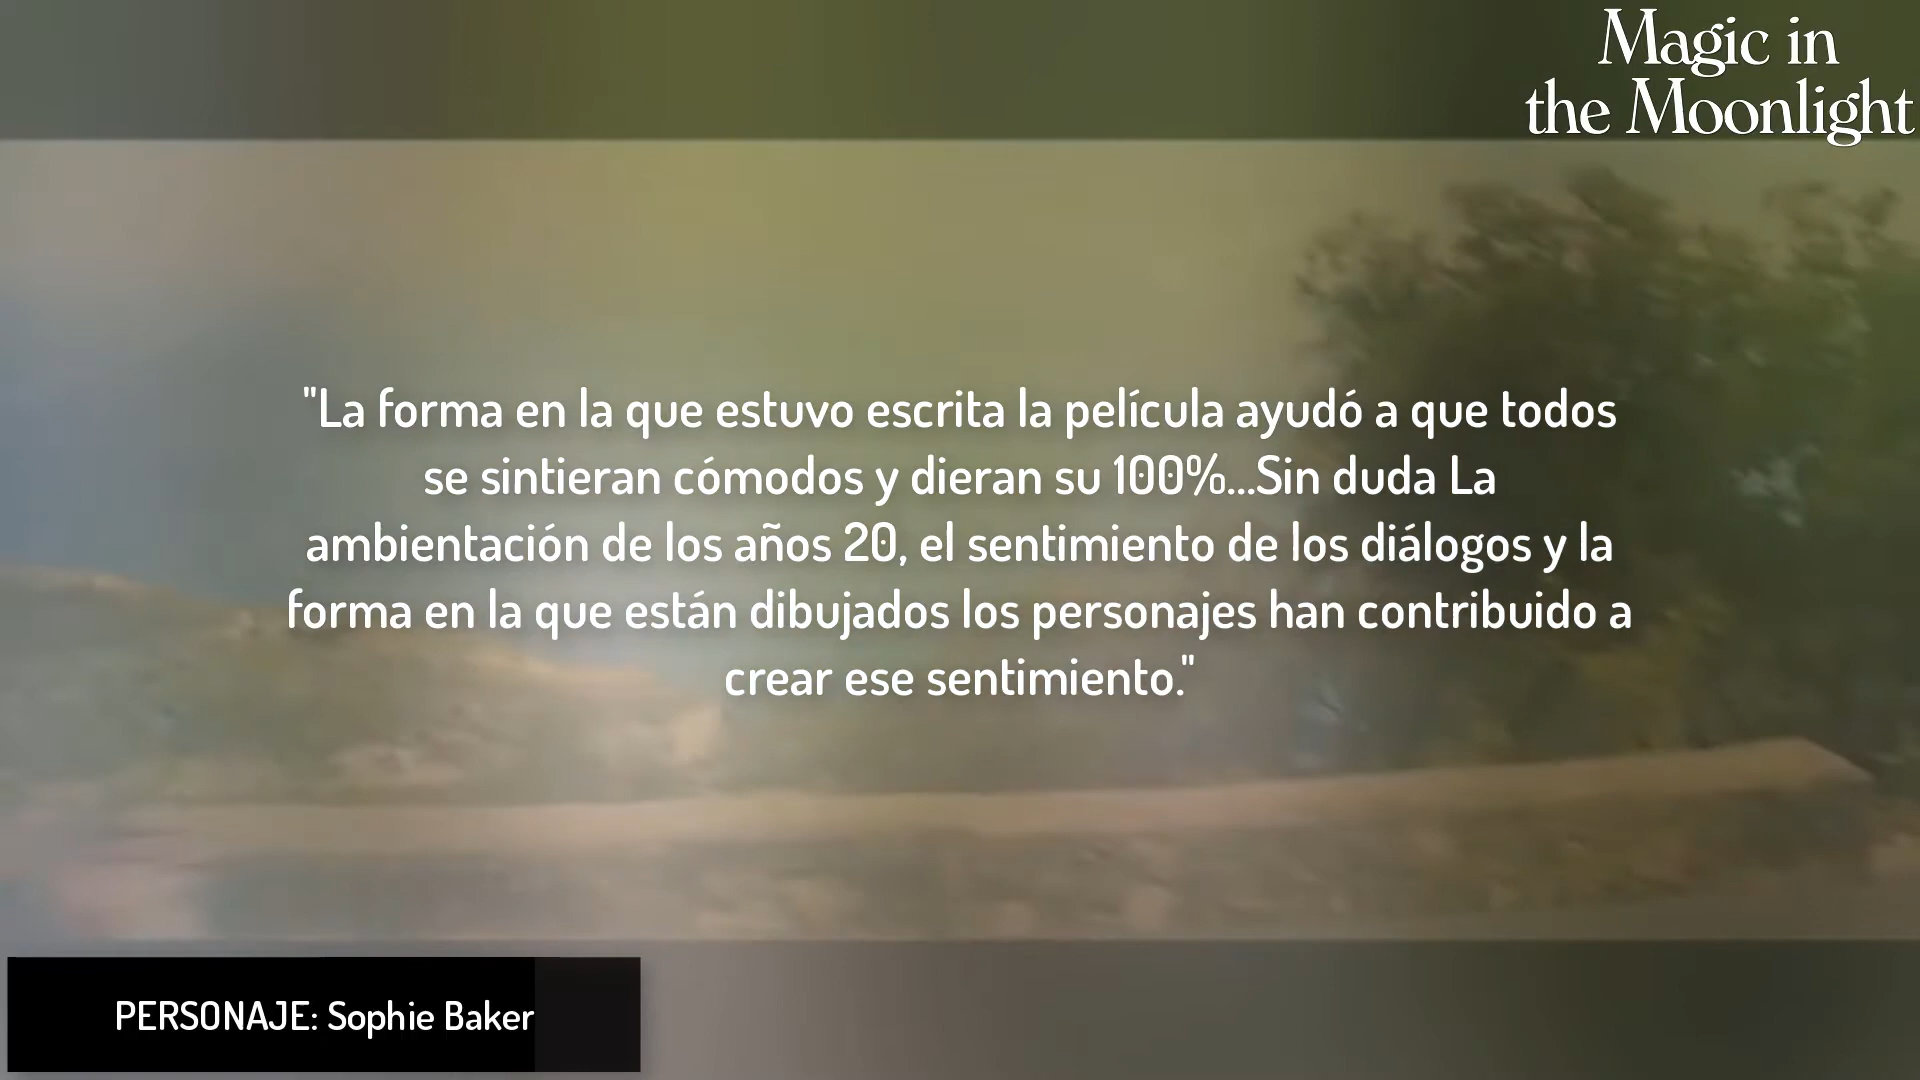 Magic in
the Moonlight
"La forma en la que estuvo escrita la película ayudó a que todos
se sintieran cómodos y dieran su 100%...Sin duda La
ambientación de los años 20, el sentimiento de los diálogos y la
forma en la que están dibujados los personajes han contribuido a
crear ese sentimiento."
PERSONAJE: Sophie Baker